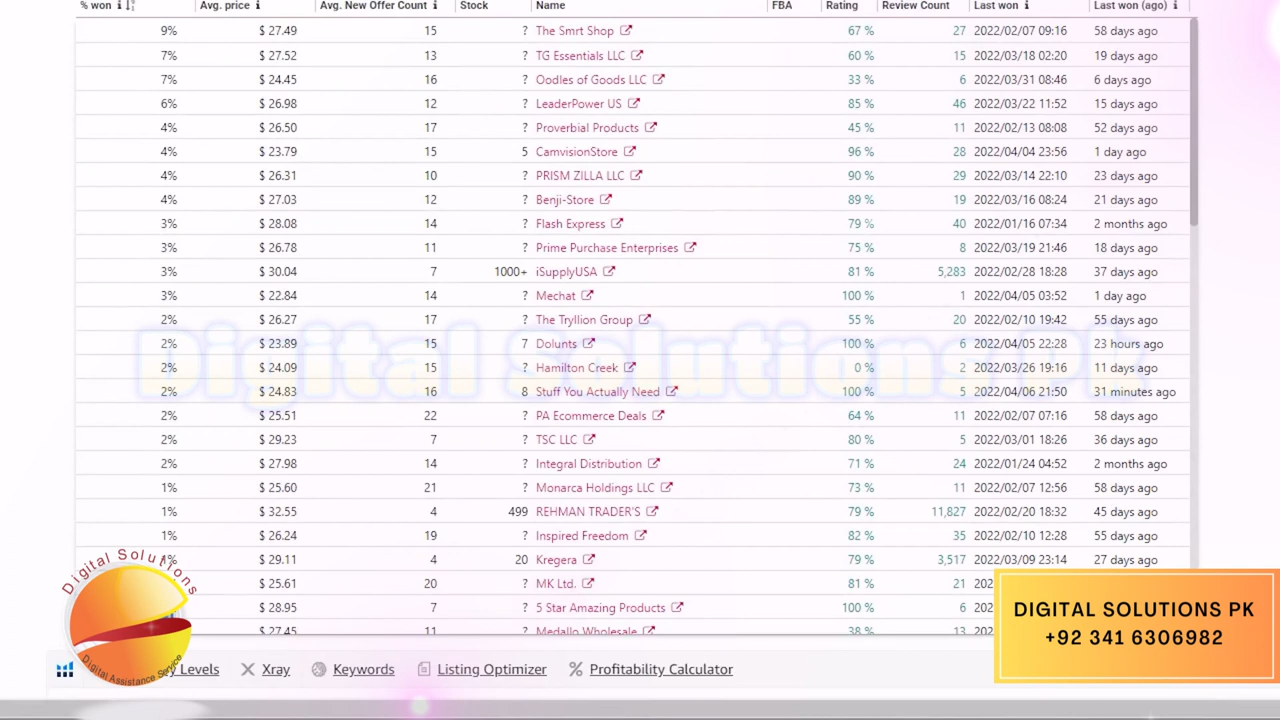 % won Avg. price Avg. New Offer Count Stock Name FBA Rating Review Count Last won Last won (ago)
9% $ 27.49 15 ? The Smrt Shop 67 % 27 2022/02/07 09:16 58 days ago
7% $ 27.52 13 ? TG Essentials LLC 60 % 15 2022/03/18 02:20 19 days ago
7% $ 24.45 16 ? Oodles of Goods LLC 33 % 6 2022/03/31 08:46 6 days ago
6% $ 26.98 12 ? LeaderPower US 85 % 46 2022/03/22 11:52 15 days ago
4% $ 26.50 17 ? Proverbial Products 45 % 11 2022/02/13 08:08 52 days ago
4% $ 23.79 15 5 CamvisionStore 96 % 28 2022/04/04 23:56 1 day ago
4% $ 26.31 10 ? PRISM ZILLA LLC 90 % 29 2022/03/14 22:10 23 days ago
4% $ 27.03 12 ? Benji-Store 89 % 19 2022/03/16 08:24 21 days ago
3% $ 28.08 14 ? Flash Express 79 % 40 2022/01/16 07:34 2 months ago
3% $ 26.78 11 ? Prime Purchase Enterprises 75 % 8 2022/03/19 21:46 18 days ago
3% $ 30.04 7 1000+ iSupplyUSA 81 % 5,283 2022/02/28 18:28 37 days ago
3% $ 22.84 14 ? Mechat 100 % 1 2022/04/05 03:52 1 day ago
2% $ 26.27 17 ? The Tryllion Group 55 % 20 2022/02/10 19:42 55 days ago
2% $ 23.89 15 7 Dolunts 100 % 6 2022/04/05 22:28 23 hours ago
Digital Solutions Pk
2% $ 24.09 15 ? Hamilton Creek 0 % 2 2022/03/26 19:16 11 days ago
2% $ 24.83 16 8 Stuff You Actually Need 100 % 5 2022/04/06 21:50 31 minutes ago
2% $ 25.51 22 ? PA Ecommerce Deals 64 % 11 2022/02/07 07:16 58 days ago
2% $ 29.23 7 ? TSC LLC 80 % 5 2022/03/01 18:26 36 days ago
2% $ 27.98 14 ? Integral Distribution 71 % 24 2022/01/24 04:52 2 months ago
1% $ 25.60 21 ? Monarca Holdings LLC 73 % 11 2022/02/07 12:56 58 days ago
1% $ 32.55 4 499 REHMAN TRADER'S 79 % 11,827 2022/02/20 18:32 45 days ago
1% $ 26.24 19 ? Inspired Freedom 82 % 35 2022/02/10 12:28 55 days ago
$ 29.11 4 20 Kregera 79 % 3,517 2022/03/09 23:14 27 days ago
$ 25.61 20 ? MK Ltd. 81 % 21
$ 28.95 7 ? 5 Star Amazing Products 100 % 6
$ 27.45 11 ? Medallo Wholesale 38 % 13
Digital Solutions
Digital Assistance Service
DIGITAL SOLUTIONS PK
+92 341 6306982
Levels Xray Keywords Listing Optimizer Profitability Calculator